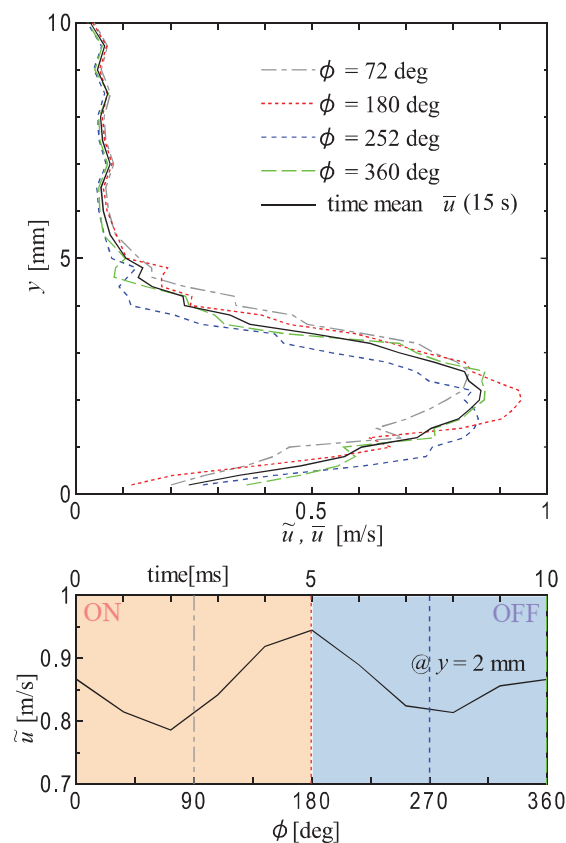 10
ϕ = 72 deg
ϕ = 180 deg
ϕ = 252 deg
ϕ = 360 deg
time mean u̅ (15 s)
y [mm]
5
0
0.5
1
ũ , u̅ [m/s]
0 time[ms] 5 10
1
ON OFF
0.9
@ y = 2 mm
ũ [m/s]
0.8
0.7
0 90 180 270 360
ϕ [deg]